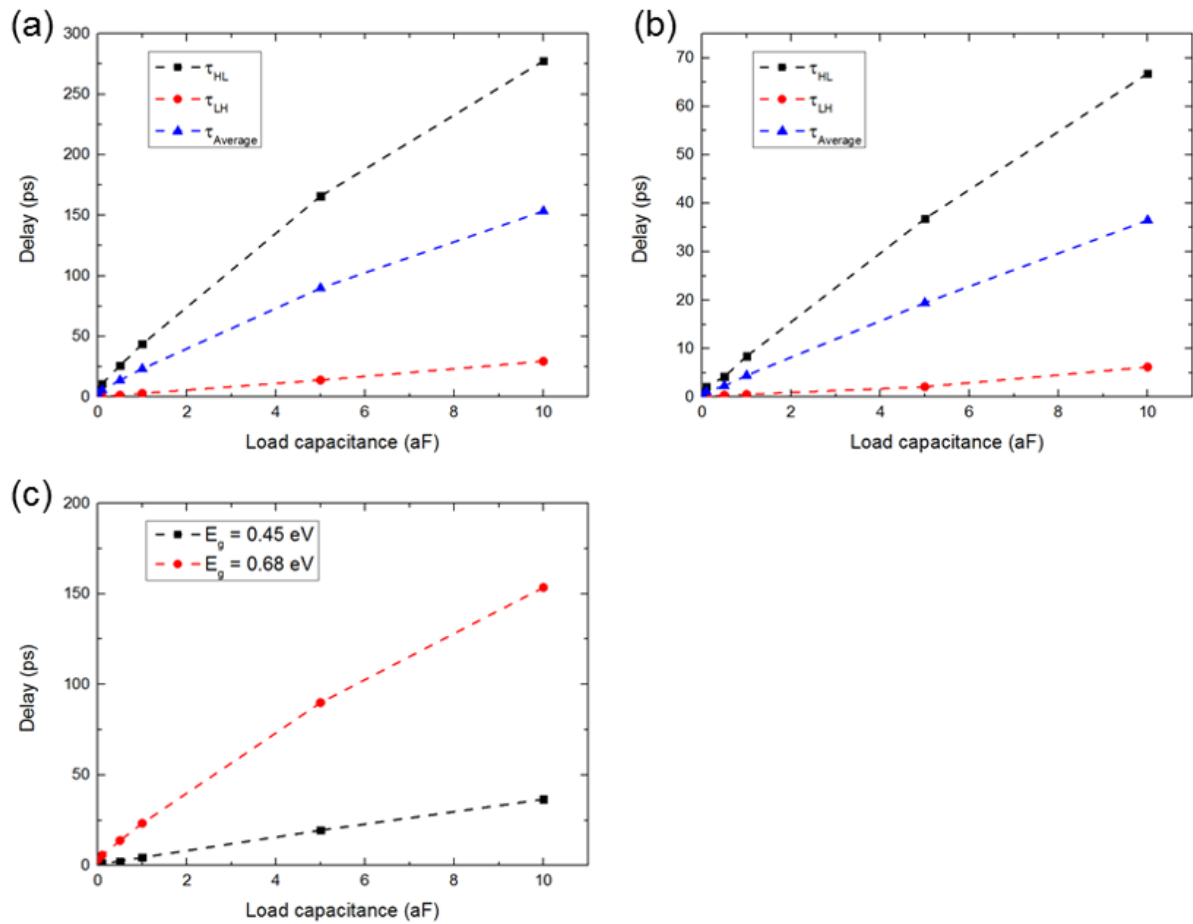 (a)
300
250
200
150
100
50
0
Delay (ps)
τHL
τLH
τAverage
0 2 4 6 8 10
Load capacitance (aF)
(b)
70
60
50
40
30
20
10
0
Delay (ps)
τHL
τLH
τAverage
0 2 4 6 8 10
Load capacitance (aF)
(c)
200
150
100
50
0
Delay (ps)
Eg = 0.45 eV
Eg = 0.68 eV
0 2 4 6 8 10
Load capacitance (aF)